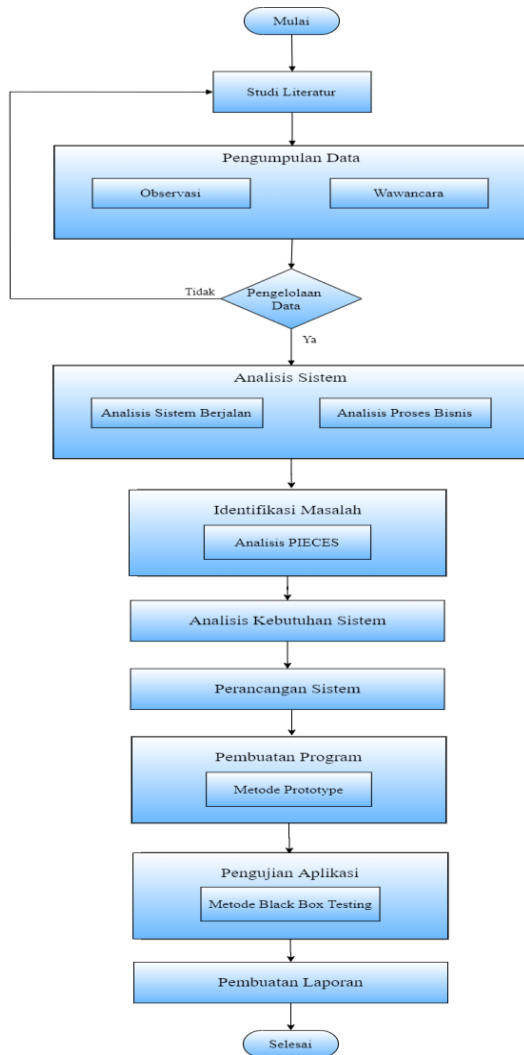 Mulai
Studi Literatur
Pengumpulan Data
Observasi
Wawancara
Tidak
Pengelolaan
Data
Ya
Analisis Sistem
Analisis Sistem Berjalan
Analisis Proses Bisnis
Identifikasi Masalah
Analisis PIECES
Analisis Kebutuhan Sistem
Perancangan Sistem
Pembuatan Program
Metode Prototype
Pengujian Aplikasi
Metode Black Box Testing
Pembuatan Laporan
Selesai